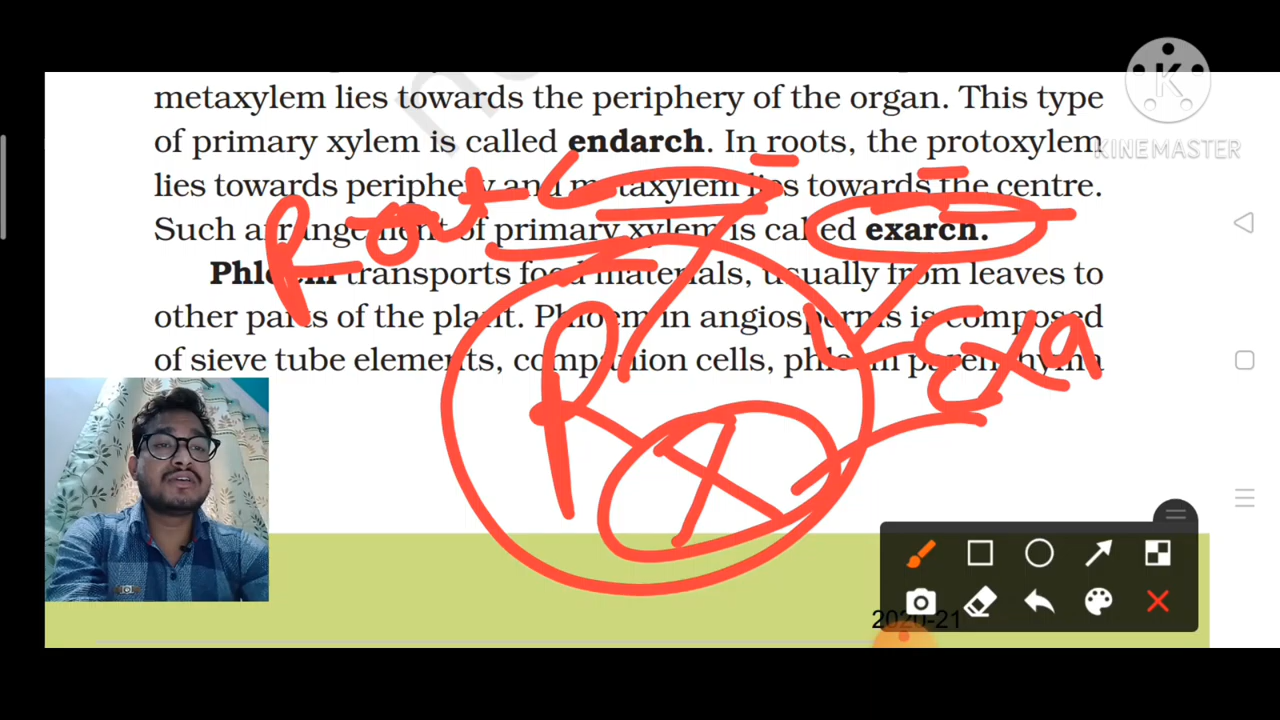 metaxylem lies towards the periphery of the organ. This type
of primary xylem is called endarch. In roots, the protoxylem
KINEMASTER
lies towards periphery and metaxylem lies towards the centre.
Root
Such arrangement of primary xylem is called exarch.
Phloem transports food materials, usually from leaves to
other parts of the plant. Phloem in angiosperms is composed
of sieve tube elements, companion cells, phloem parenchyma
Exa
R
X
2020-21